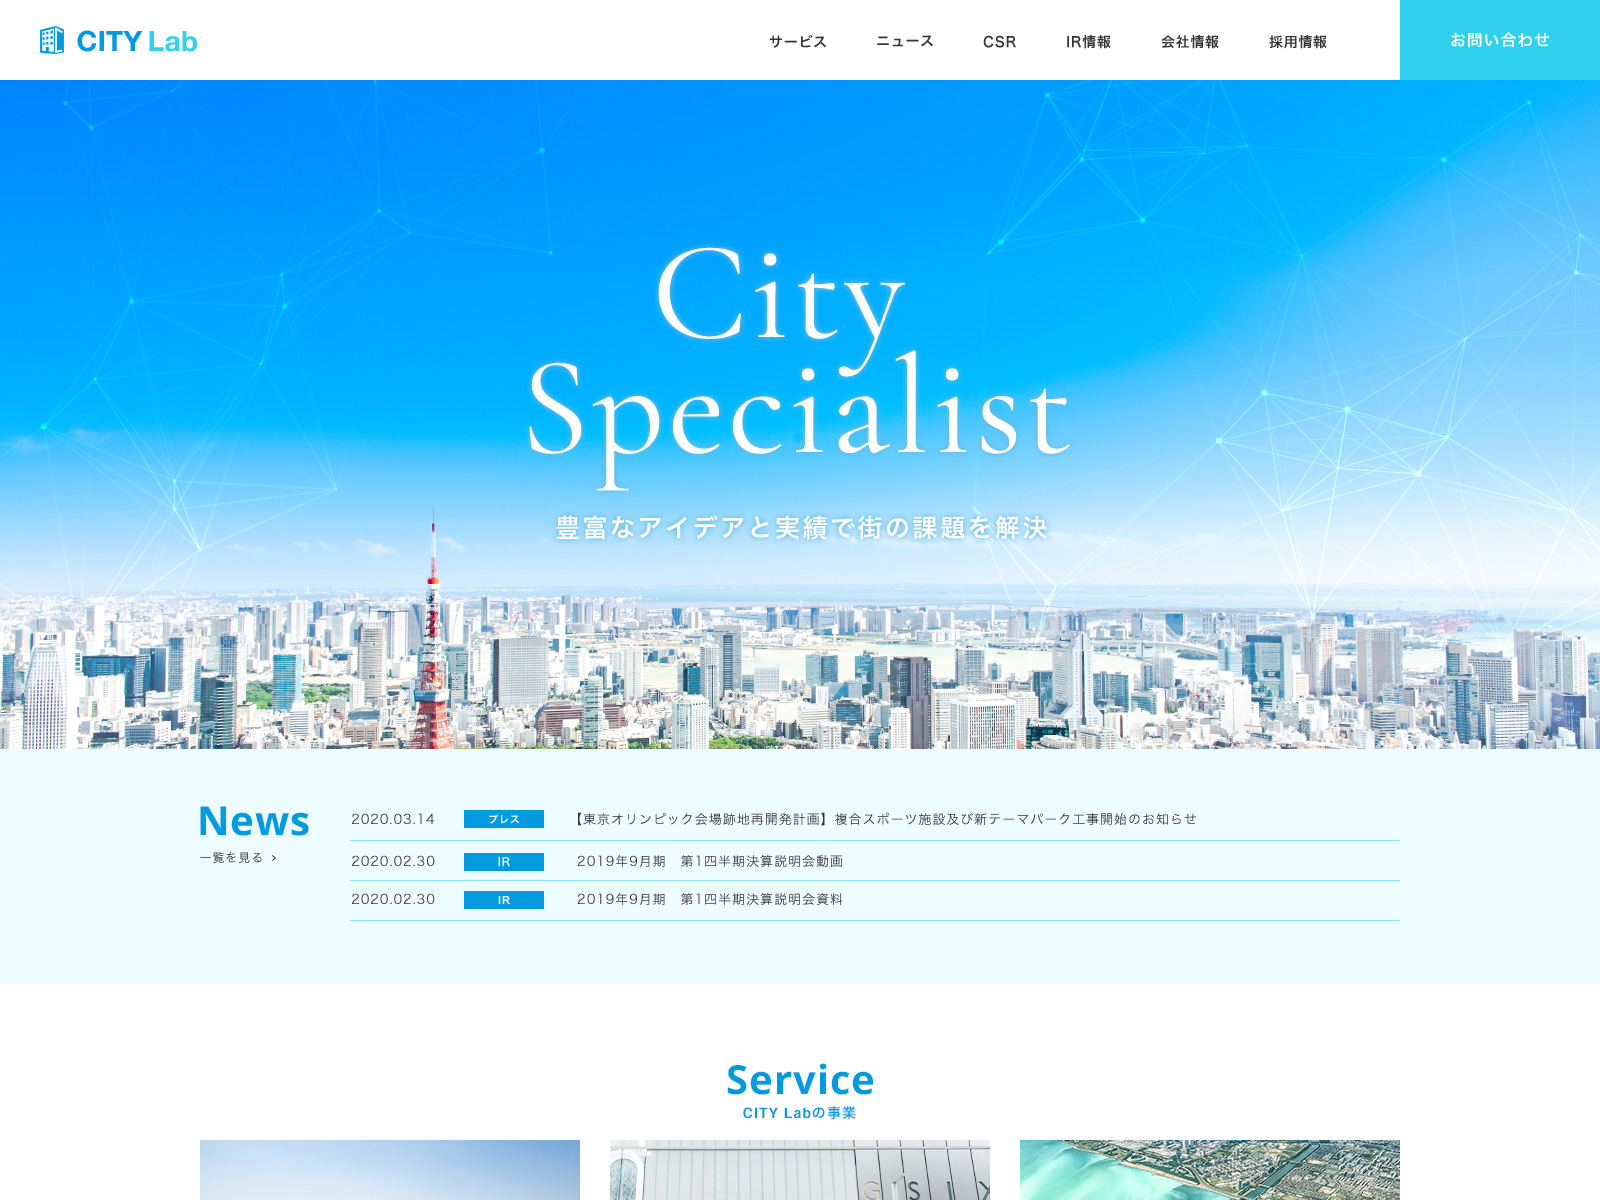 CITY Lab
サービス ニュース CSR IR情報 会社情報 採用情報 お問い合わせ
City
Specialist
豊富なアイデアと実績で街の課題を解決
News
一覧を見る >
2020.03.14 プレス 【東京オリンピック会場跡地再開発計画】複合スポーツ施設及び新テーマパーク工事開始のお知らせ
2020.02.30 IR 2019年9月期 第1四半期決算説明会動画
2020.02.30 IR 2019年9月期 第1四半期決算説明会資料
Service
CITY Labの事業